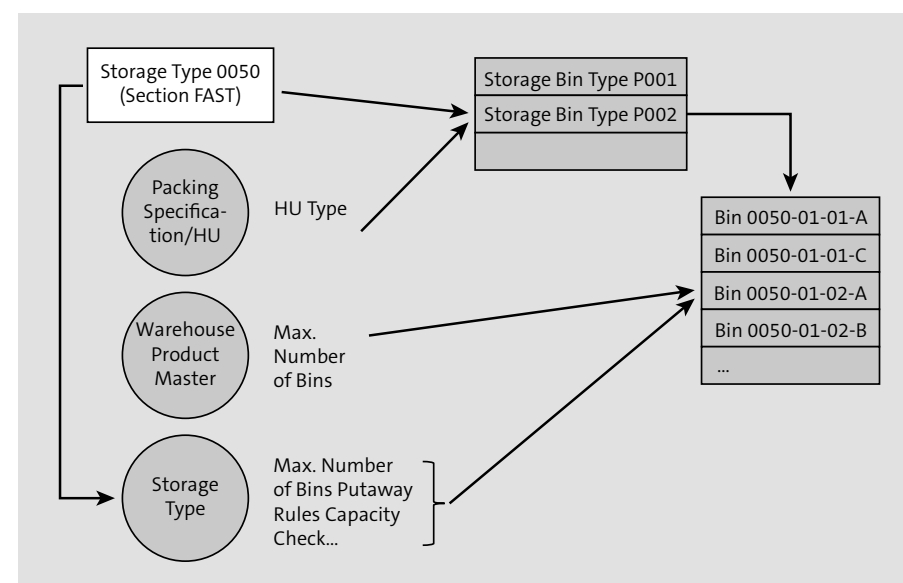 Storage Type 0050
(Section FAST)
Storage Bin Type P001
Storage Bin Type P002
Packing
Specifica-
tion/HU
HU Type
Bin 0050-01-01-A
Bin 0050-01-01-C
Bin 0050-01-02-A
Bin 0050-01-02-B
...
Warehouse
Product
Master
Max.
Number
of Bins
Storage
Type
Max. Number
of Bins Putaway
Rules Capacity
Check...